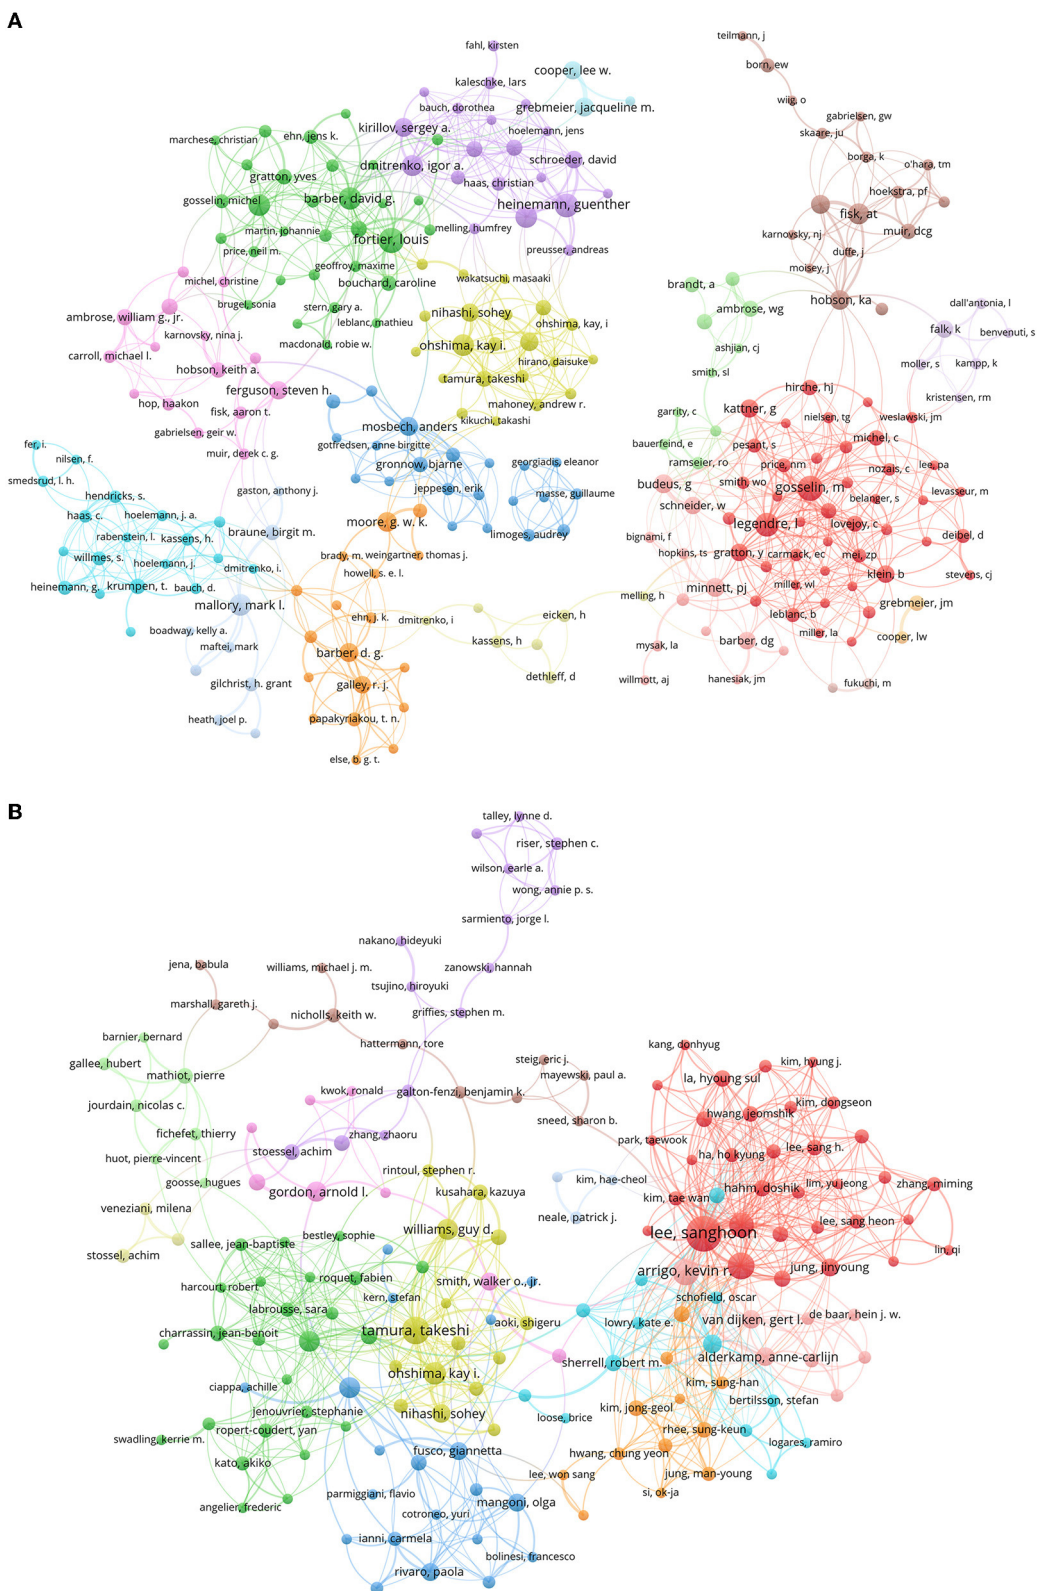 A
fahl, kirsten
teilmann, j
cooper, lee w.
born, ew
kaleschke, lars
wiig, o
bauch, dorothea
grebmeier, jacqueline m.
gabrielsen, gw
kirillov, sergey a.
hoelemann, jens
skaare, ju
marchese, christian
ehn, jens k.
dmitrenko, igor a.
schroeder, david
borga, k
o'hara, tm
gratton, yves
haas, christian
hoekstra, pf
gosselin, michel
barber, david g.
heinemann, guenther
fisk, at
martin, johannie
fortier, louis
melling, humfrey
karnovsky, nj
muir, dcg
price, neil m.
preusser, andreas
duffe, j
geoffroy, maxime
moisey, j
michel, christine
bouchard, caroline
wakatsuchi, masaaki
brandt, a
brugel, sonia
stern, gary a.
nihashi, sohey
ambrose, wg
hobson, ka
dall'antonia, l
ambrose, william g., jr.
leblanc, mathieu
ohshima, kay, i
falk, k
benvenuti, s
karnovsky, nina j.
macdonald, robie w.
ohshima, kay i.
ashjian, cj
carroll, michael l.
hirano, daisuke
moller, s
kampp, k
hobson, keith a.
tamura, takeshi
smith, sl
ferguson, steven h.
hirche, hj
kristensen, rm
hop, haakon
fisk, aaron t.
mahoney, andrew r.
garrity, c
kattner, g
nielsen, tg
weslawski, jm
mosbech, anders
kikuchi, takashi
gabrielsen, geir w.
bauerfeind, e
pesant, s
michel, c
fer, i.
gotfredsen, anne birgitte
muir, derek c. g.
nilsen, f.
gronnow, bjarne
georgiadis, eleanor
ramseier, ro
price, nm
nozais, c
lee, pa
smedsrud, l. h.
jeppesen, erik
masse, guillaume
budeus, g
smith, wo
gosselin, m
belanger, s
levasseur, m
hendricks, s.
gaston, anthony j.
schneider, w
haas, c.
hoelemann, j. a.
moore, g. w. k.
legendre, l
lovejoy, c
rabenstein, l.
kassens, h.
braune, birgit m.
limoges, audrey
bignami, f
deibel, d
willmes, s.
hoelemann, j.
brady, m.
weingartner, thomas j.
hopkins, ts
gratton, y
carmack, ec
mei, zp
dmitrenko, i.
howell, s. e. l.
klein, b
stevens, cj
heinemann, g.
krumpen, t.
bauch, d.
melling, h
minnett, pj
miller, wl
mallory, mark l.
ehn, j. k.
dmitrenko, i
eicken, h
leblanc, b
grebmeier, jm
boadway, kelly a.
kassens, h
barber, dg
miller, la
cooper, lw
maftei, mark
barber, d. g.
mysak, la
gilchrist, h. grant
galley, r. j.
dethleff, d
willmott, aj
hanesiak, jm
fukuchi, m
heath, joel p.
papakyriakou, t. n.
else, b. g. t.
B
talley, lynne d.
riser, stephen c.
wilson, earle a.
wong, annie p. s.
sarmiento, jorge l.
nakano, hideyuki
jena, babula
williams, michael j. m.
zanowski, hannah
tsujino, hiroyuki
marshall, gareth j.
nicholls, keith w.
griffies, stephen m.
barnier, bernard
hattermann, tore
kang, donhyug
gallee, hubert
steig, eric j.
kim, hyung j.
mathiot, pierre
mayewski, paul a.
la, hyoung sul
kwok, ronald
galton-fenzi, benjamin k.
jourdain, nicolas c.
kim, dongseon
sneed, sharon b.
hwang, jeomshik
fichefet, thierry
zhang, zhaoru
park, taewook
stoessel, achim
ha, ho kyung
lee, sang h.
huot, pierre-vincent
rintoul, stephen r.
goosse, hugues
kim, hae-cheol
gordon, arnold l.
kusahara, kazuya
kim, tae wan
hahm, doshik
lim, yu jeong
zhang, miming
veneziani, milena
neale, patrick j.
lee, sang heon
bestley, sophie
williams, guy d.
lee, sanghoon
sallee, jean-baptiste
stossel, achim
lin, qi
harcourt, robert
roquet, fabien
smith, walker o., jr.
arrigo, kevin r.
jung, jinyoung
kern, stefan
schofield, oscar
labrousse, sara
aoki, shigeru
lowry, kate e.
van dijken, gert l.
de baar, hein j. w.
charrassin, jean-benoit
tamura, takeshi
sherrell, robert m.
alderkamp, anne-carlijn
ohshima, kay i.
ciappa, achille
kim, sung-han
bertilsson, stefan
jenouvrier, stephanie
nihashi, sohey
loose, brice
kim, jong-geol
swadling, kerrie m.
ropert-coudert, yan
rhee, sung-keun
logares, ramiro
fusco, giannetta
hwang, chung yeon
kato, akiko
lee, won sang
jung, man-young
parmiggiani, flavio
mangoni, olga
si, ok-ja
angelier, frederic
cotroneo, yuri
ianni, carmela
bolinesi, francesco
rivaro, paola